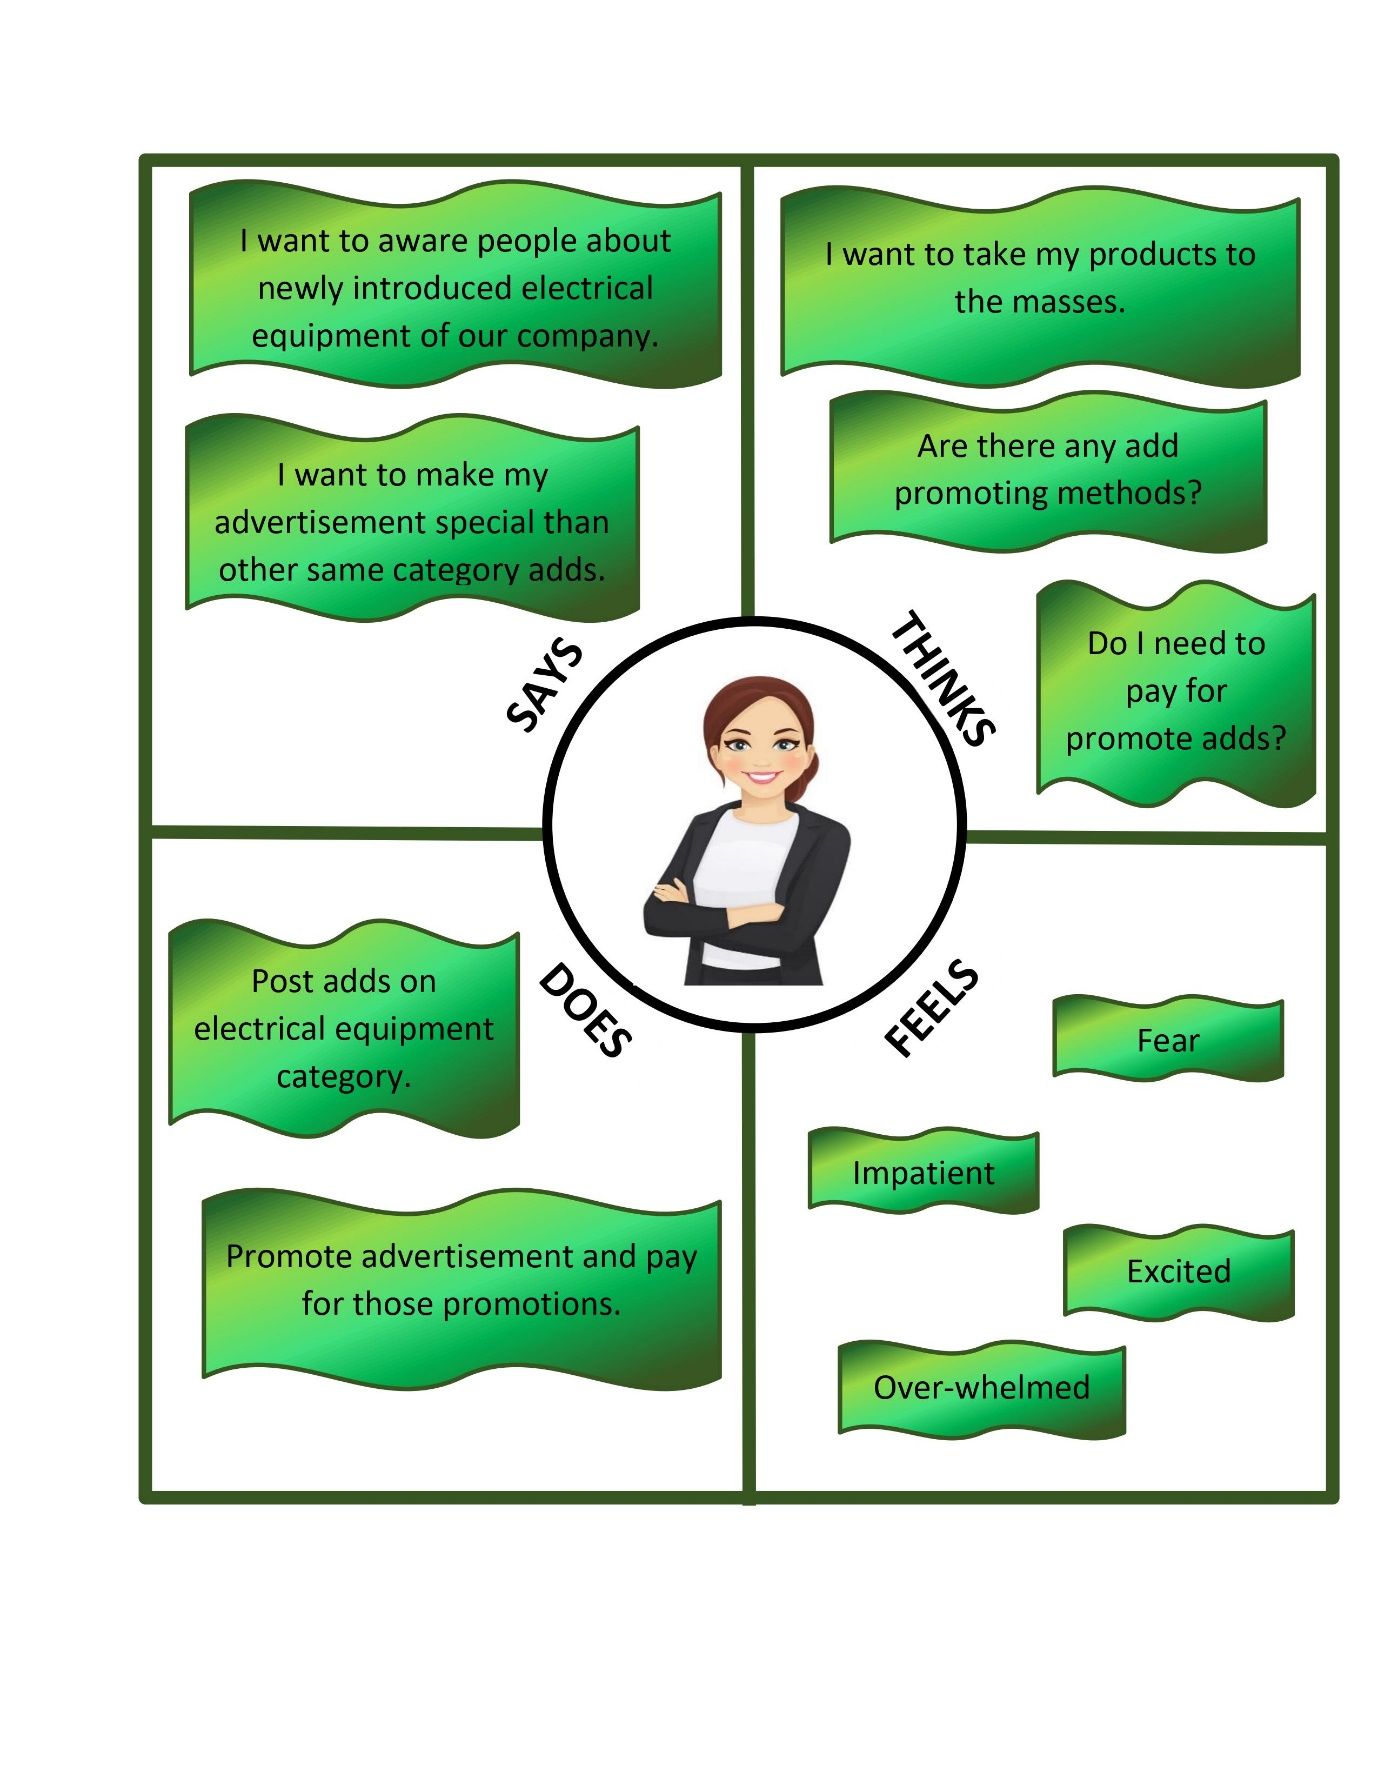 I want to aware people about
newly introduced electrical
equipment of our company.
I want to make my
advertisement special than
other same category adds.
SAYS
I want to take my products to
the masses.
Are there any add
promoting methods?
Do I need to
pay for
promote adds?
THINKS
Post adds on
electrical equipment
category.
Promote advertisement and pay
for those promotions.
DOES
FEELS
Fear
Impatient
Excited
Over-whelmed